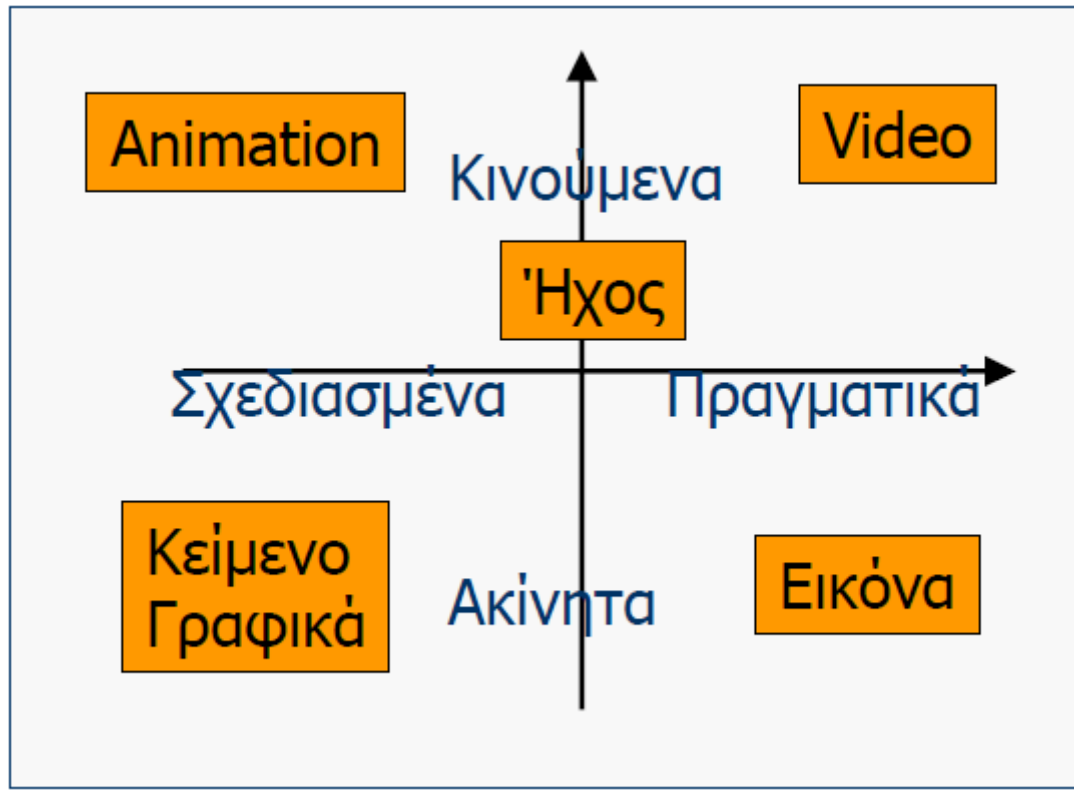 Animation
Video
Κινούμενα
Ήχος
Σχεδιασμένα
Πραγματικά
Κείμενο
Γραφικά
Ακίνητα
Εικόνα